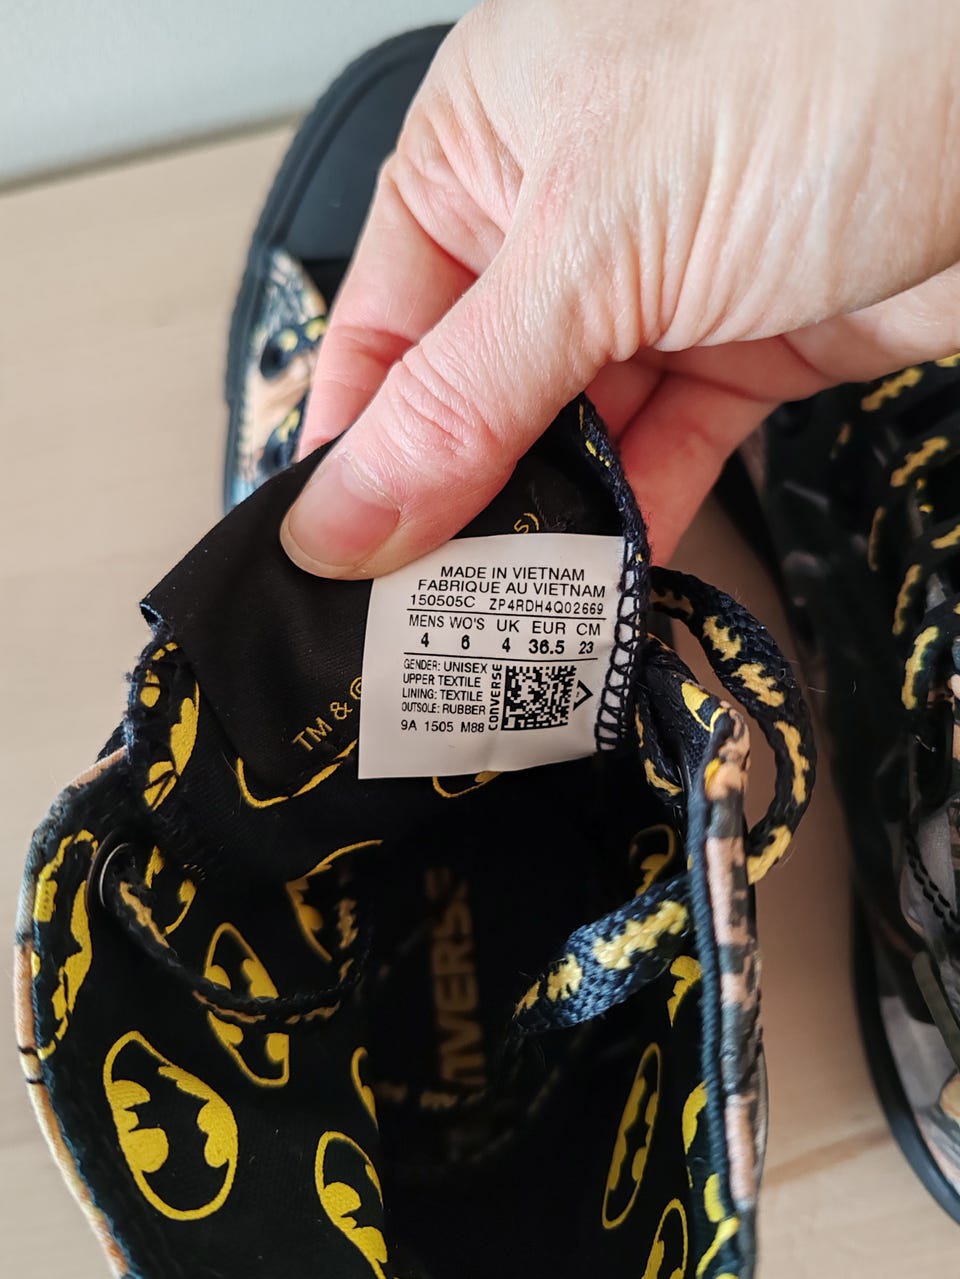 5)
MADE IN VIETNAM
FABRIQUE AU VIETNAM
150505C ZP4RDH4Q02669
MENS WO'S UK EUR CM
4 6 4 36.5 23
GENDER: UNISEX
UPPER TEXTILE
LINING: TEXTILE
OUTSOLE: RUBBER
9A 1505 M88
CONVERSE
TM & ©